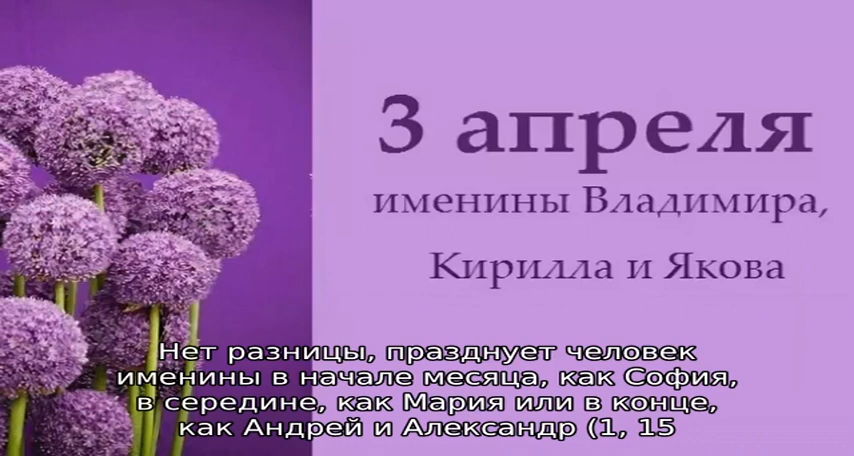 3 апреля
именины Владимира,
Кирилла и Якова
Нет разницы, празднует человек
именины в начале месяца, как София,
в середине, как Мария или в конце,
как Андрей и Александр (1, 15